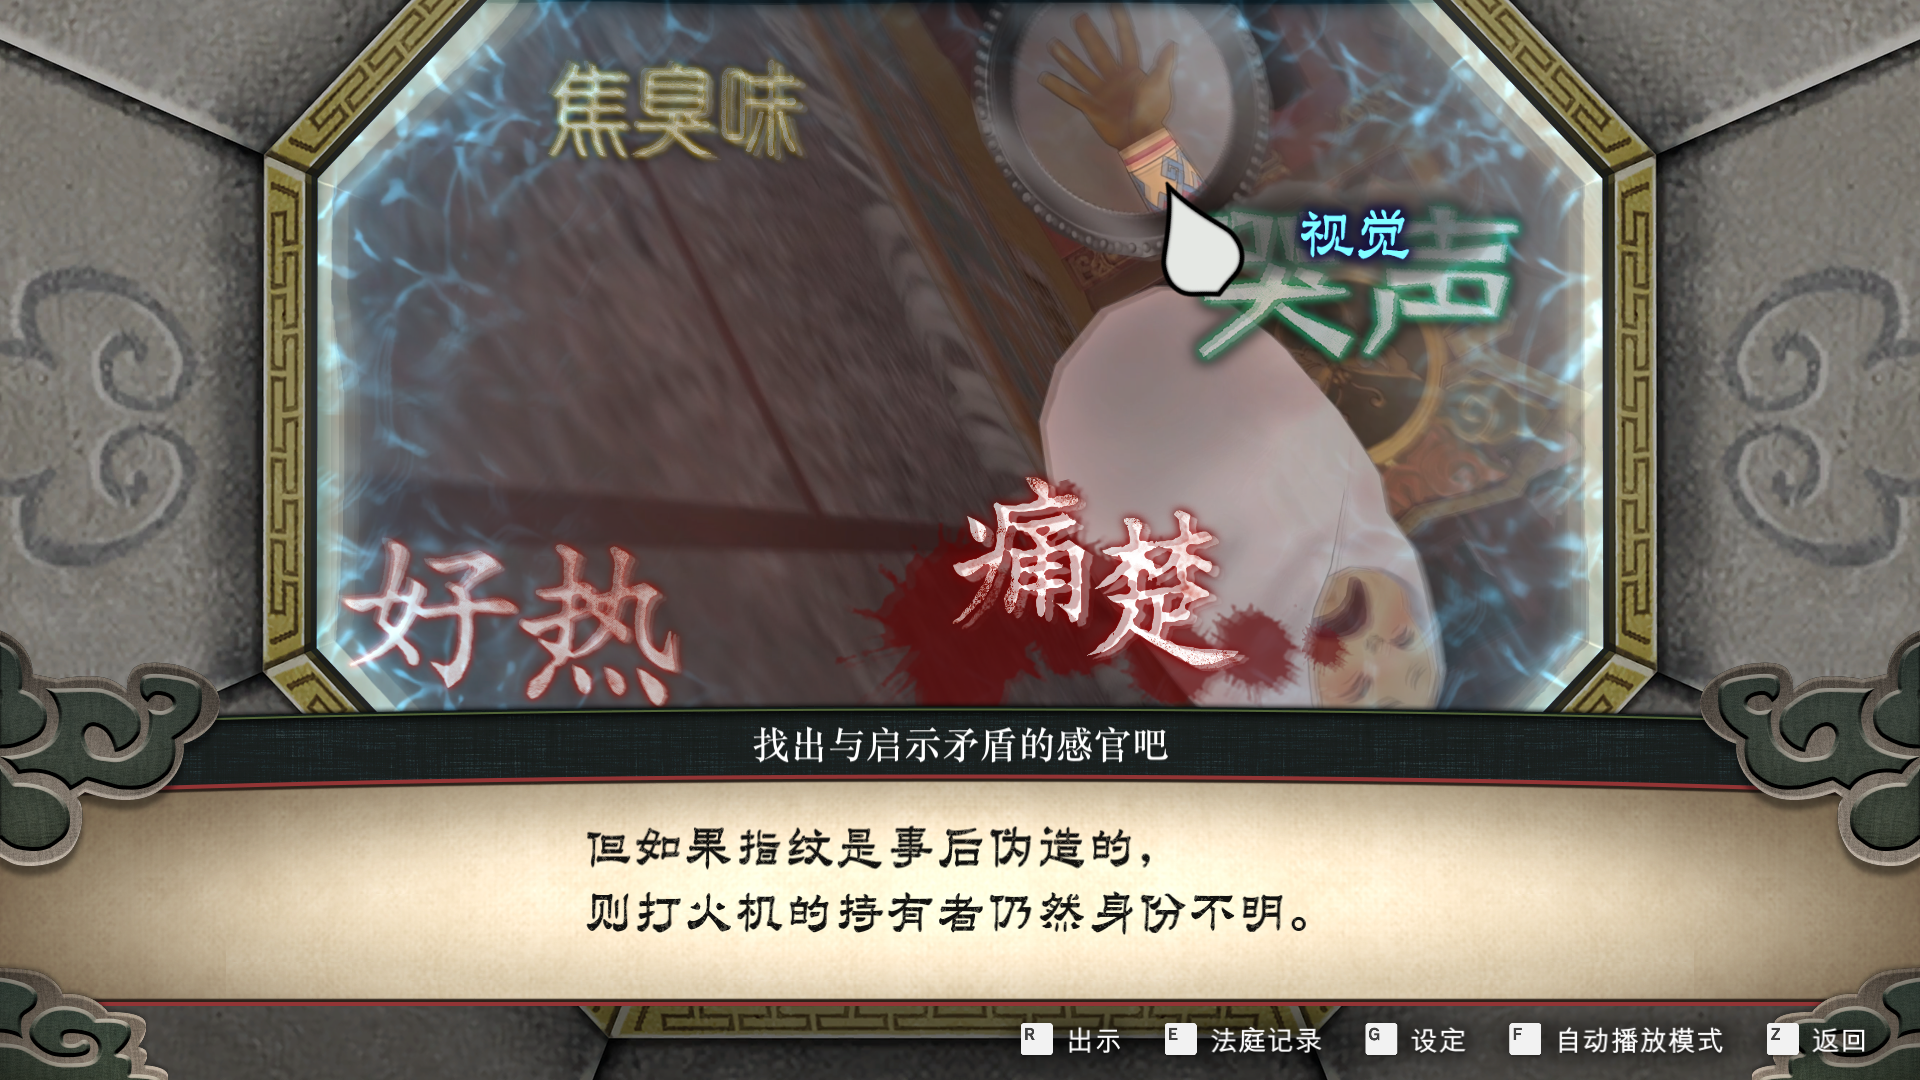 焦臭味
视觉
哭声
痛楚
好热
找出与启示矛盾的感官吧
但如果指纹是事后伪造的，
则打火机的持有者仍然身份不明。
R 出示 E 法庭记录 G 设定 F 自动播放模式 Z 返回